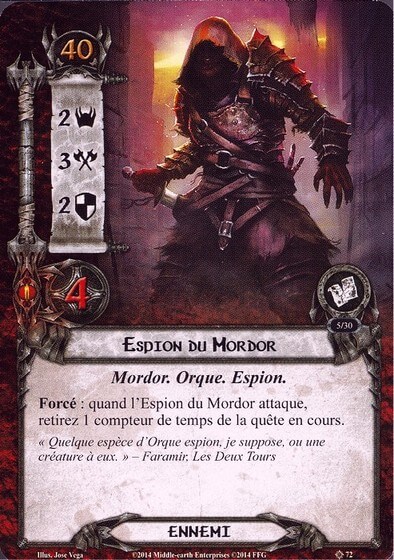 40
2
3
2
4
5/30
Espion du Mordor
Mordor. Orque. Espion.
Forcé : quand l'Espion du Mordor attaque,
retirez 1 compteur de temps de la quête en cours.
« Quelque espèce d'Orque espion, je suppose, ou une
créature à eux. » – Faramir, Les Deux Tours
ENNEMI
Illus. Jose Vega ©2014 Middle-earth Enterprises ©2014 FFG 72